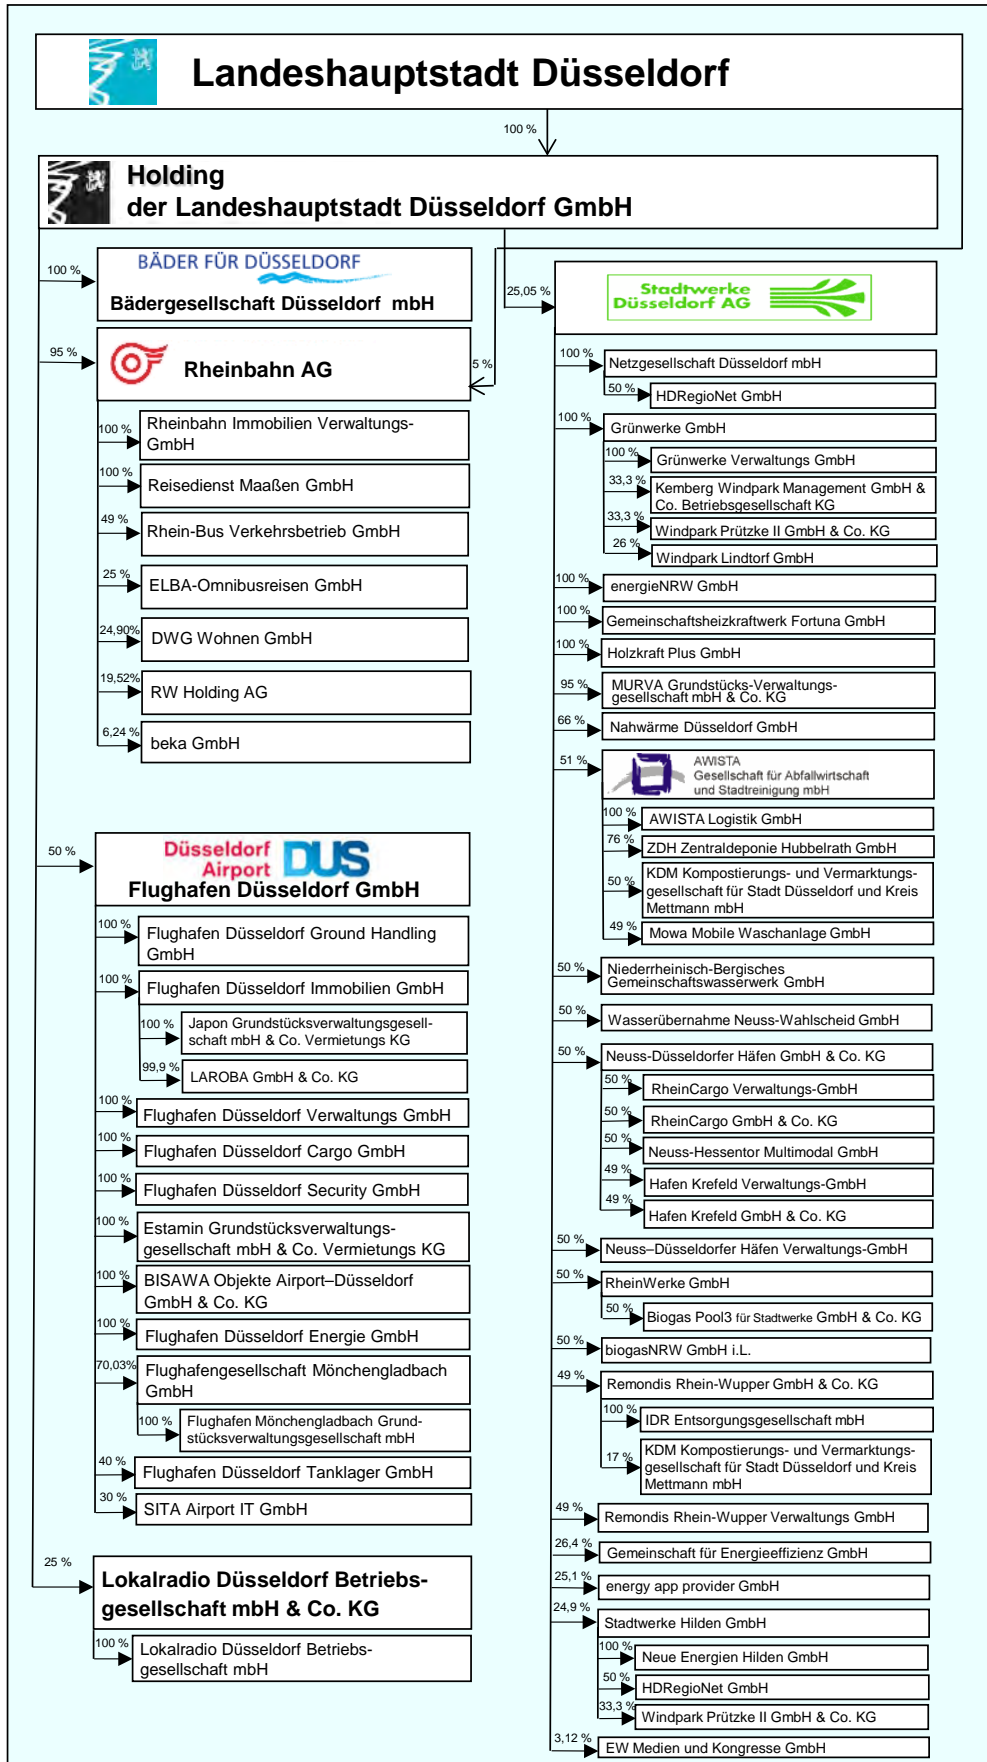 Landeshauptstadt Düsseldorf
100 %
Holding
der Landeshauptstadt Düsseldorf GmbH
100 %
BÄDER FÜR DÜSSELDORF
Bädergesellschaft Düsseldorf mbH
95 %
Rheinbahn AG
5 %
100 %
Rheinbahn Immobilien Verwaltungs-
GmbH
100 %
Reisedienst Maaßen GmbH
49 %
Rhein-Bus Verkehrsbetrieb GmbH
25 %
ELBA-Omnibusreisen GmbH
24,90%
DWG Wohnen GmbH
19,52%
RW Holding AG
6,24 %
beka GmbH
50 %
Düsseldorf
Airport DUS
Flughafen Düsseldorf GmbH
100 %
Flughafen Düsseldorf Ground Handling
GmbH
100 %
Flughafen Düsseldorf Immobilien GmbH
100 %
Japon Grundstücksverwaltungsgesell-
schaft mbH & Co. Vermietungs KG
99,9 %
LAROBA GmbH & Co. KG
100 %
Flughafen Düsseldorf Verwaltungs GmbH
100 %
Flughafen Düsseldorf Cargo GmbH
100 %
Flughafen Düsseldorf Security GmbH
100 %
Estamin Grundstücksverwaltungs-
gesellschaft mbH & Co. Vermietungs KG
100 %
BISAWA Objekte Airport–Düsseldorf
GmbH & Co. KG
100 %
Flughafen Düsseldorf Energie GmbH
70,03%
Flughafengesellschaft Mönchengladbach
GmbH
100 %
Flughafen Mönchengladbach Grund-
stücksverwaltungsgesellschaft mbH
40 %
Flughafen Düsseldorf Tanklager GmbH
30 %
SITA Airport IT GmbH
25 %
Lokalradio Düsseldorf Betriebs-
gesellschaft mbH & Co. KG
100 %
Lokalradio Düsseldorf Betriebs-
gesellschaft mbH
25,05 %
Stadtwerke
Düsseldorf AG
100 %
Netzgesellschaft Düsseldorf mbH
50 %
HDRegioNet GmbH
100 %
Grünwerke GmbH
100 %
Grünwerke Verwaltungs GmbH
33,3 %
Kemberg Windpark Management GmbH &
Co. Betriebsgesellschaft KG
33,3 %
Windpark Prützke II GmbH & Co. KG
26 %
Windpark Lindtorf GmbH
100 %
energieNRW GmbH
100 %
Gemeinschaftsheizkraftwerk Fortuna GmbH
100 %
Holzkraft Plus GmbH
95 %
MURVA Grundstücks-Verwaltungs-
gesellschaft mbH & Co. KG
66 %
Nahwärme Düsseldorf GmbH
51 %
AWISTA
Gesellschaft für Abfallwirtschaft
und Stadtreinigung mbH
100 %
AWISTA Logistik GmbH
76 %
ZDH Zentraldeponie Hubbelrath GmbH
50 %
KDM Kompostierungs- und Vermarktungs-
gesellschaft für Stadt Düsseldorf und Kreis
Mettmann mbH
49 %
Mowa Mobile Waschanlage GmbH
50 %
Niederrheinisch-Bergisches
Gemeinschaftswasserwerk GmbH
50 %
Wasserübernahme Neuss-Wahlscheid GmbH
50 %
Neuss-Düsseldorfer Häfen GmbH & Co. KG
50 %
RheinCargo Verwaltungs-GmbH
50 %
RheinCargo GmbH & Co. KG
50 %
Neuss-Hessentor Multimodal GmbH
49 %
Hafen Krefeld Verwaltungs-GmbH
49 %
Hafen Krefeld GmbH & Co. KG
50 %
Neuss–Düsseldorfer Häfen Verwaltungs-GmbH
50 %
RheinWerke GmbH
50 %
Biogas Pool3 für Stadtwerke GmbH & Co. KG
50 %
biogasNRW GmbH i.L.
49 %
Remondis Rhein-Wupper GmbH & Co. KG
100 %
IDR Entsorgungsgesellschaft mbH
17 %
KDM Kompostierungs- und Vermarktungs-
gesellschaft für Stadt Düsseldorf und Kreis
Mettmann mbH
49 %
Remondis Rhein-Wupper Verwaltungs GmbH
26,4 %
Gemeinschaft für Energieeffizienz GmbH
25,1 %
energy app provider GmbH
24,9 %
Stadtwerke Hilden GmbH
100 %
Neue Energien Hilden GmbH
50 %
HDRegioNet GmbH
33,3 %
Windpark Prützke II GmbH & Co. KG
3,12 %
EW Medien und Kongresse GmbH